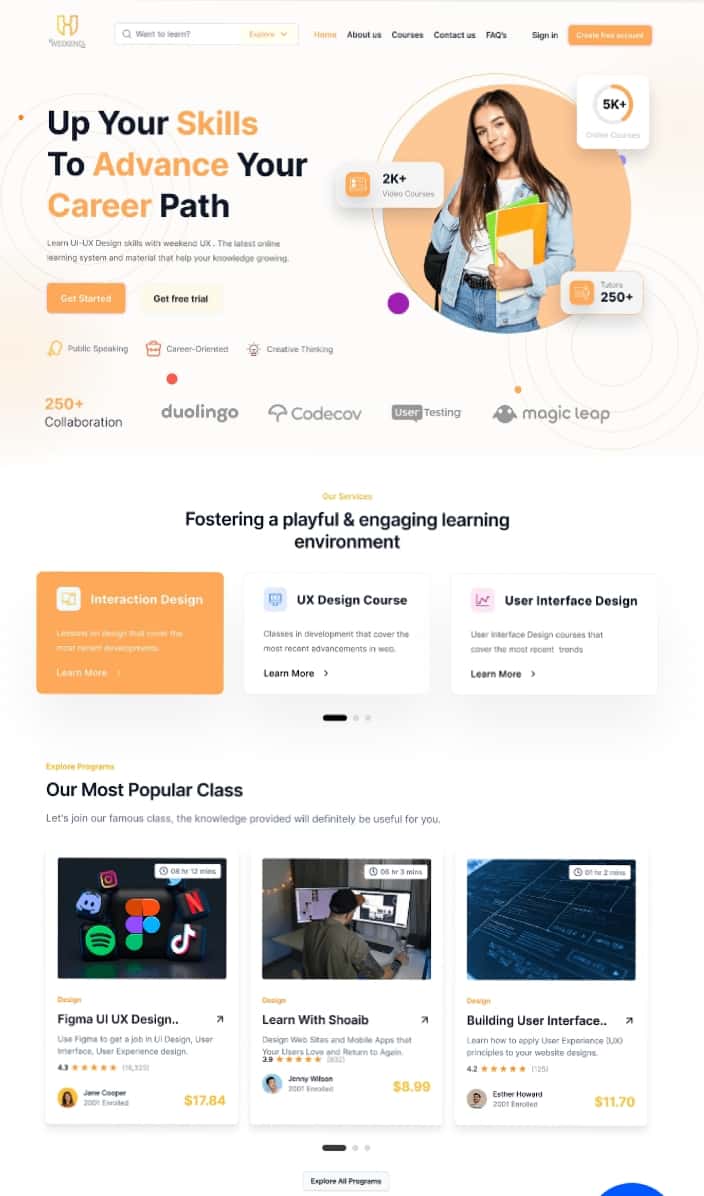 WEEKEND
Want to learn?
Explore
Home
About us
Courses
Contact us
FAQ's
Sign in
Create free account
Up Your Skills
To Advance Your
Career Path
Learn UI-UX Design skills with weekend UX . The latest online
learning system and material that help your knowledge growing.
Get Started
Get free trial
Public Speaking
Career-Oriented
Creative Thinking
5K+
Online Courses
2K+
Video Courses
Tutors
250+
250+
Collaboration
duolingo
Codecov
UserTesting
magic leap
Our Services
Fostering a playful & engaging learning
environment
Interaction Design
Lessons on design that cover the
most recent developments.
Learn More
UX Design Course
Classes in development that cover the
most recent advancements in web.
Learn More
User Interface Design
User Interface Design courses that
cover the most recent trends
Learn More
Explore Programs
Our Most Popular Class
Let's join our famous class, the knowledge provided will definitely be useful for you.
08 hr 12 mins
Design
Figma UI UX Design..
Use Figma to get a job in UI Design, User
Interface, User Experience design.
4.3
(16,325)
Jane Cooper
2001 Enrolled
$17.84
06 hr 3 mins
Design
Learn With Shoaib
Design Web Sites and Mobile Apps that
Your Users Love and Return to Again.
3.9
(832)
Jenny Wilson
2001 Enrolled
$8.99
01 hr 2 mins
Design
Building User Interface..
Learn how to apply User Experience (UX)
principles to your website designs.
4.2
(125)
Esther Howard
2001 Enrolled
$11.70
Explore All Programs